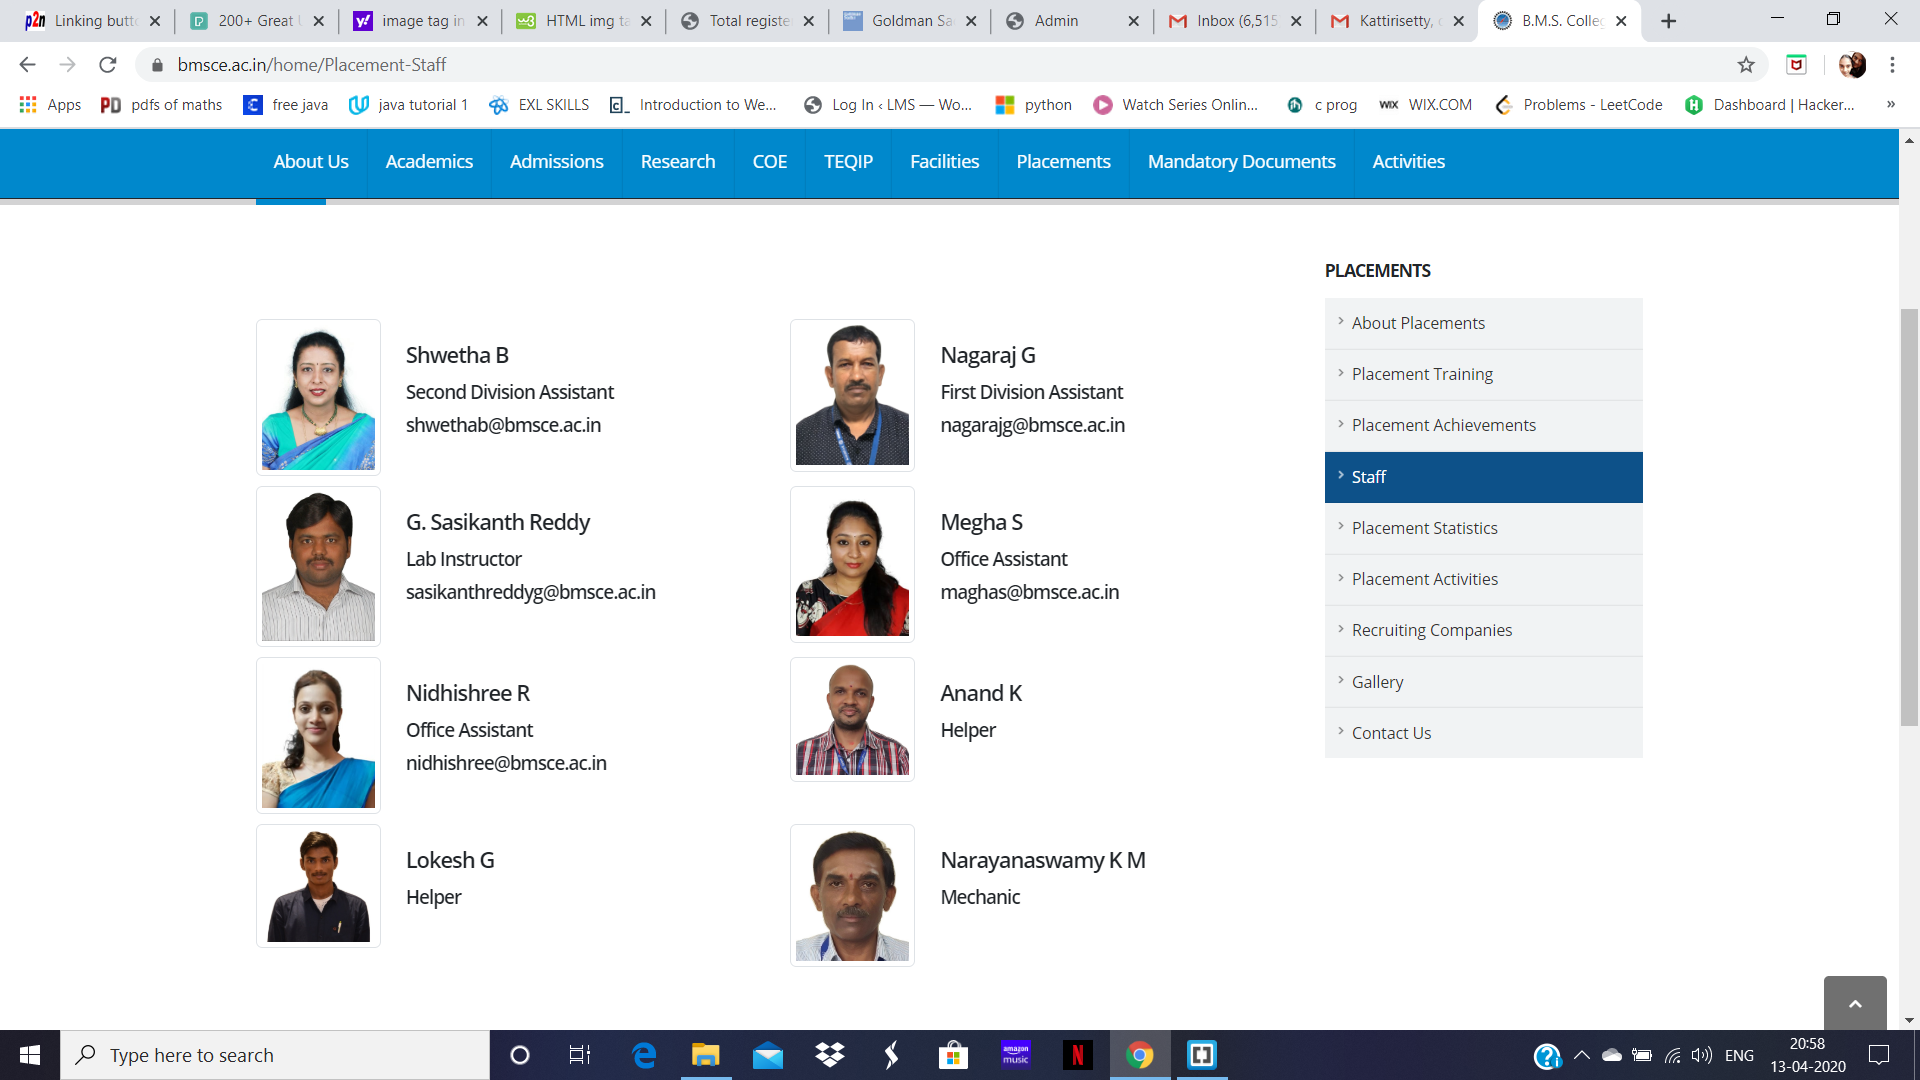 Linking butto
200+ Great U
image tag in
HTML img ta
Total registe
Goldman Sac
Admin
Inbox (6,515
Kattirisetty, c
B.M.S. Colleg
bmsce.ac.in/home/Placement-Staff
Apps
pdfs of maths
free java
java tutorial 1
EXL SKILLS
Introduction to We...
Log In ‹ LMS — Wo...
python
Watch Series Onlin...
c prog
WIX.COM
Problems - LeetCode
Dashboard | Hacker...
About Us
Academics
Admissions
Research
COE
TEQIP
Facilities
Placements
Mandatory Documents
Activities
Shwetha B
Second Division Assistant
shwethab@bmsce.ac.in
Nagaraj G
First Division Assistant
nagarajg@bmsce.ac.in
G. Sasikanth Reddy
Lab Instructor
sasikanthreddyg@bmsce.ac.in
Megha S
Office Assistant
maghas@bmsce.ac.in
Nidhishree R
Office Assistant
nidhishree@bmsce.ac.in
Anand K
Helper
Lokesh G
Helper
Narayanaswamy K M
Mechanic
PLACEMENTS
About Placements
Placement Training
Placement Achievements
Staff
Placement Statistics
Placement Activities
Recruiting Companies
Gallery
Contact Us
Type here to search
amazon
music
ENG
20:58
13-04-2020